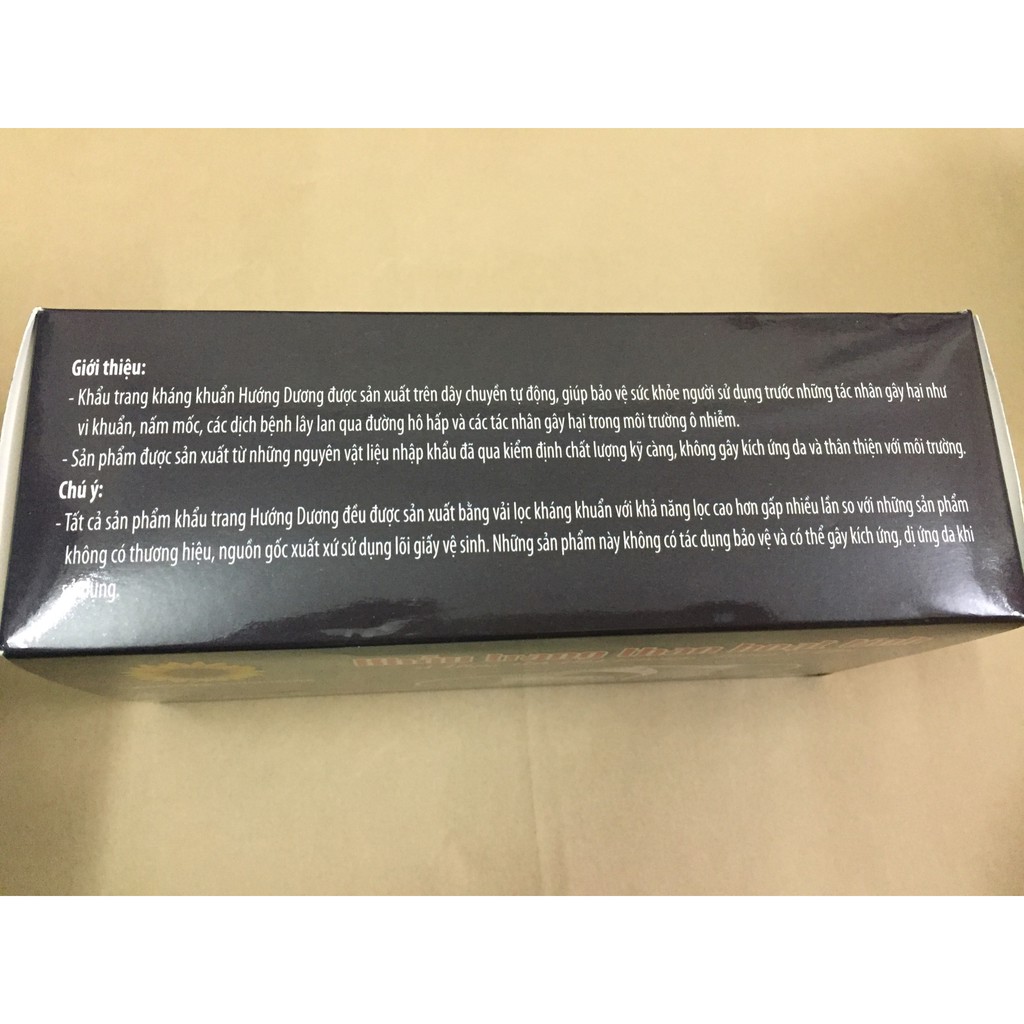 Giới thiệu:
- Khẩu trang kháng khuẩn Hướng Dương được sản xuất trên dây chuyền tự động, giúp bảo vệ sức khỏe người sử dụng trước những tác nhân gây hại như
vi khuẩn, nấm mốc, các dịch bệnh lây lan qua đường hô hấp và các tác nhân gây hại trong môi trường ô nhiễm.
- Sản phẩm được sản xuất từ những nguyên vật liệu nhập khẩu đã qua kiểm định chất lượng kỹ càng, không gây kích ứng da và thân thiện với môi trường.
Chú ý:
- Tất cả sản phẩm khẩu trang Hướng Dương đều được sản xuất bằng vải lọc kháng khuẩn với khả năng lọc cao hơn gấp nhiều lần so với những sản phẩm
không có thương hiệu, nguồn gốc xuất xứ sử dụng lõi giấy vệ sinh. Những sản phẩm này không có tác dụng bảo vệ và có thể gây kích ứng, dị ứng da khi
sử dụng.